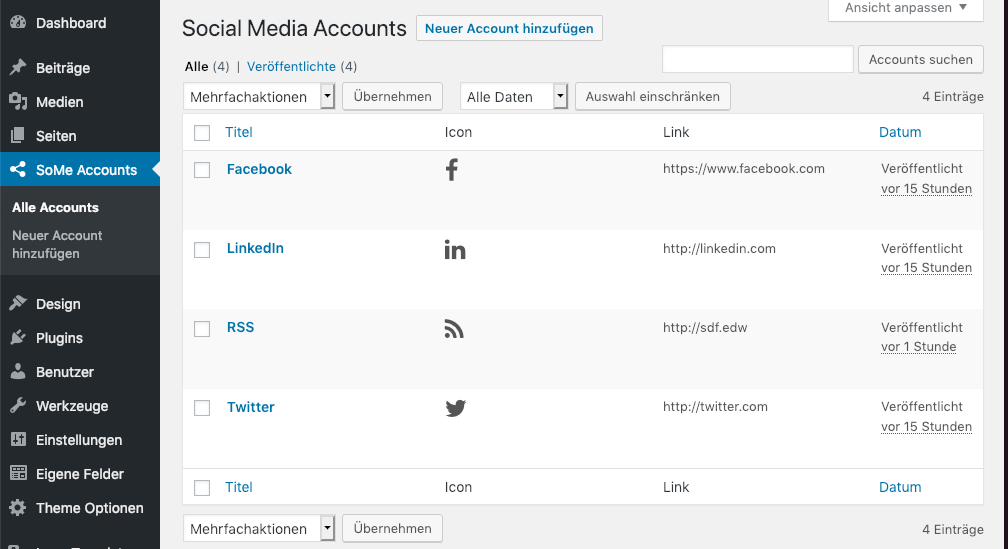 Dashboard
Beiträge
Medien
Seiten
SoMe Accounts
Alle Accounts
Neuer Account
hinzufügen
Design
Plugins
Benutzer
Werkzeuge
Einstellungen
Eigene Felder
Theme Optionen
Ansicht anpassen
Social Media Accounts Neuer Account hinzufügen
Alle (4) | Veröffentlichte (4)
Accounts suchen
Mehrfachaktionen Übernehmen Alle Daten Auswahl einschränken 4 Einträge
Titel Icon Link Datum
Facebook https://www.facebook.com Veröffentlicht
vor 15 Stunden
LinkedIn http://linkedin.com Veröffentlicht
vor 15 Stunden
RSS http://sdf.edw Veröffentlicht
vor 1 Stunde
Twitter http://twitter.com Veröffentlicht
vor 15 Stunden
Titel Icon Link Datum
Mehrfachaktionen Übernehmen 4 Einträge